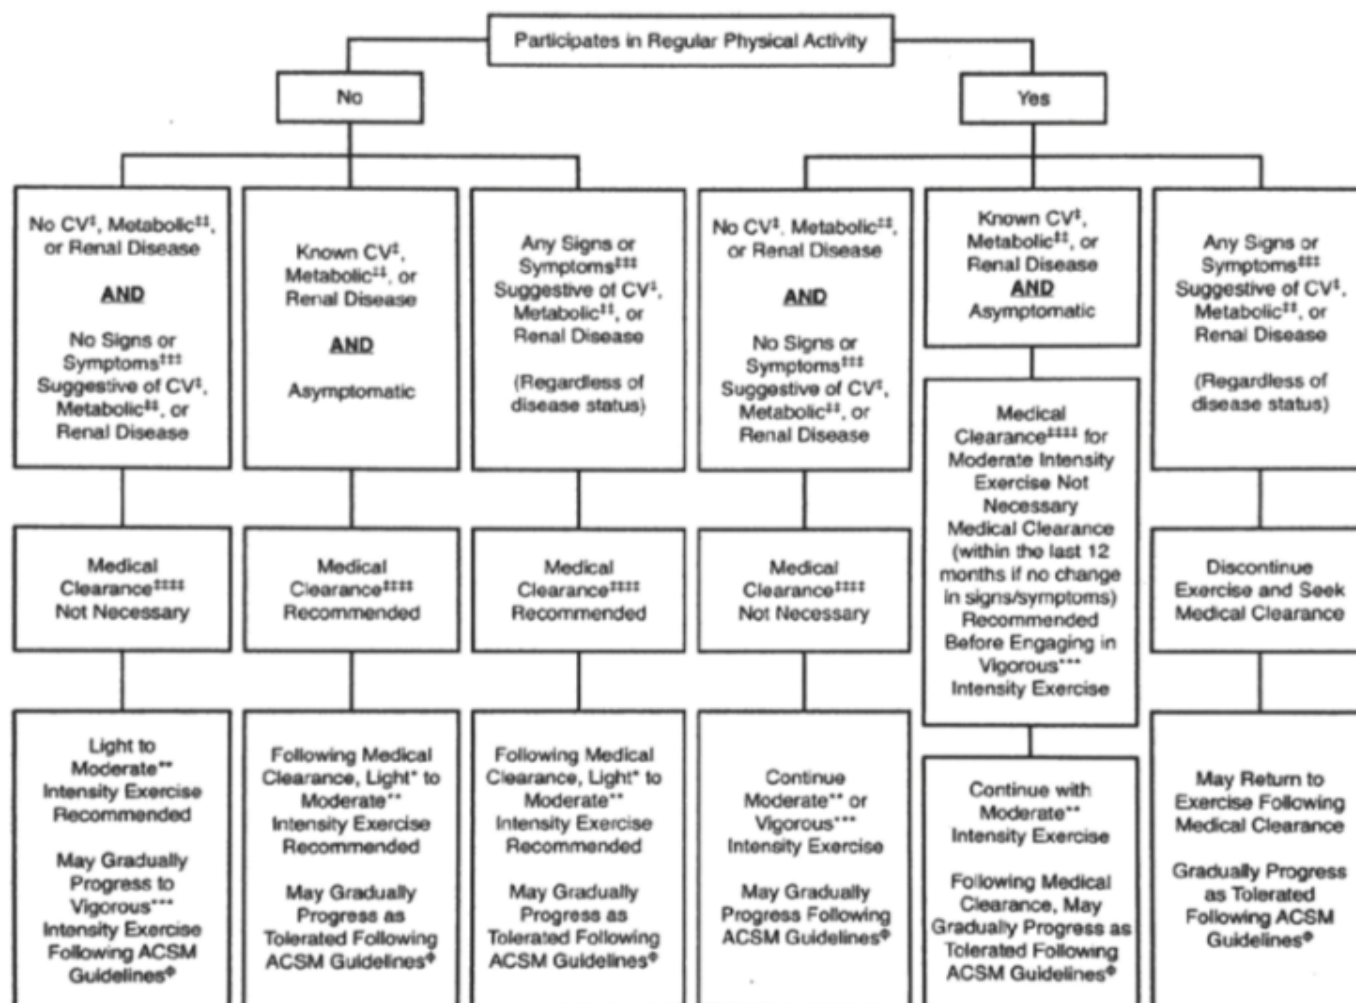 Participates in Regular Physical Activity
No
Yes
No CV‡, Metabolic‡‡,
or Renal Disease
AND
No Signs or
Symptoms‡‡‡
Suggestive of CV‡,
Metabolic‡‡, or
Renal Disease
Known CV‡,
Metabolic‡‡, or
Renal Disease
AND
Asymptomatic
Any Signs or
Symptoms‡‡‡
Suggestive of CV‡,
Metabolic‡‡, or
Renal Disease
(Regardless of
disease status)
No CV‡. Metabolic‡‡,
or Renal Disease
AND
No Signs or
Symptoms‡‡‡
Suggestive of CV‡,
Metabolic‡‡, or
Renal Disease
Known CV‡,
Metabolic‡‡, or
Renal Disease
AND
Asymptomatic
Any Signs or
Symptoms‡‡‡
Suggestive of CV‡,
Metabolic‡‡, or
Renal Disease
(Regardless of
disease status)
Medical
Clearance‡‡‡‡
Not Necessary
Medical
Clearance‡‡‡‡
Recommended
Medical
Clearance‡‡‡‡
Recommended
Medical
Clearance‡‡‡‡
Not Necessary
Medical
Clearance‡‡‡‡ for
Moderate Intensity
Exercise Not
Necessary
Medical Clearance
(within the last 12
months if no change
in signs/symptoms)
Recommended
Before Engaging in
Vigorous***
Intensity Exercise
Discontinue
Exercise and Seek
Medical Clearance
Light to
Moderate**
Intensity Exercise
Recommended
May Gradually
Progress to
Vigorous***
Intensity Exercise
Following ACSM
Guidelines⊕
Following Medical
Clearance, Light* to
Moderate**
Intensity Exercise
Recommended
May Gradually
Progress as
Tolerated Following
ACSM Guidelines⊕
Following Medical
Clearance, Light* to
Moderate**
Intensity Exercise
Recommended
May Gradually
Progress as
Tolerated Following
ACSM Guidelines⊕
Continue
Moderate** or
Vigorous***
Intensity Exercise
May Gradually
Progress Following
ACSM Guidelines⊕
Continue with
Moderate**
Intensity Exercise
Following Medical
Clearance, May
Gradually Progress as
Tolerated Following
ACSM Guidelines⊕
May Return to
Exercise Following
Medical Clearance
Gradually Progress
as Tolerated
Following ACSM
Guidelines⊕